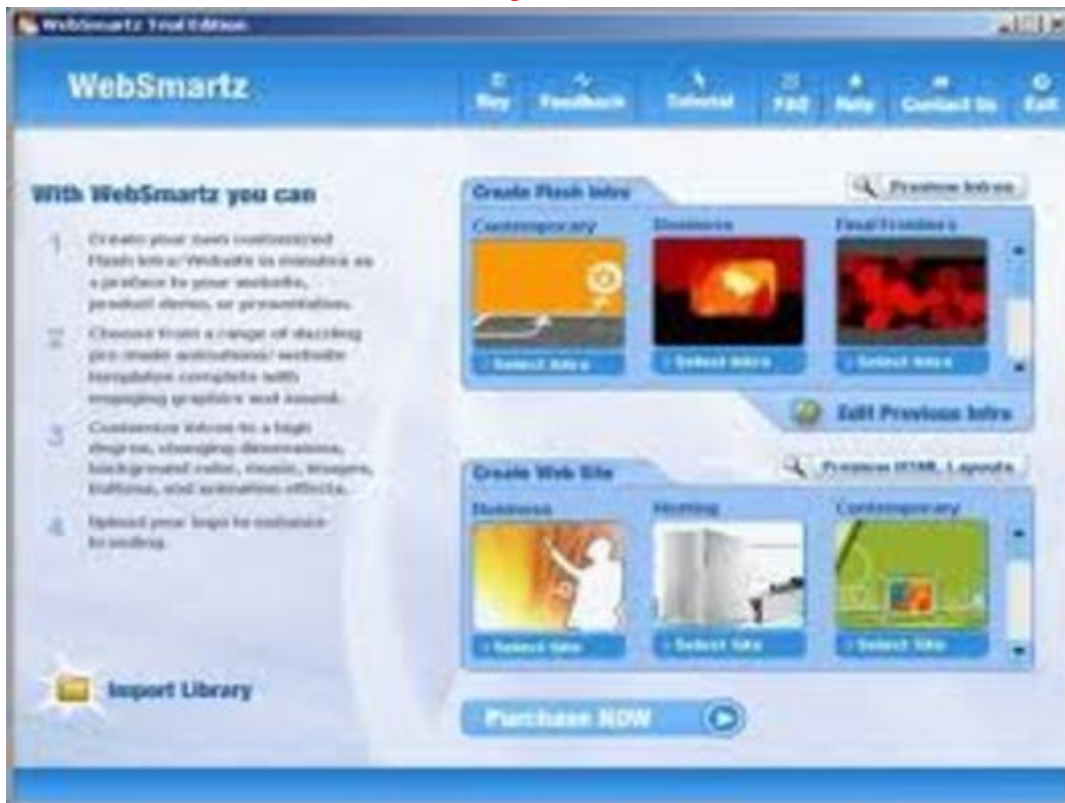 WebSmartz Trial Edition
WebSmartz
Buy Feedback Tutorial FAQ Help Contact Us Exit
With WebSmartz you can
1 Create your own customized
Flash Intro/Website in minutes as
a preface to your website,
product demo, or presentation.
2 Choose from a range of dazzling
pre-made animations/website
templates complete with
engaging graphics and sound.
3 Customize intros to a high
degree, changing dimensions,
background color, music, images,
buttons, and animation effects.
4 Upload your logo to enhance
branding.
Import Library
Create Flash Intro
Preview Intros
Contemporary Business Final Frontiers
Select Intro Select Intro Select Intro
Edit Previous Intro
Create Web Site
Preview HTML Layouts
Business Hosting Contemporary
Select Site Select Site Select Site
Purchase NOW